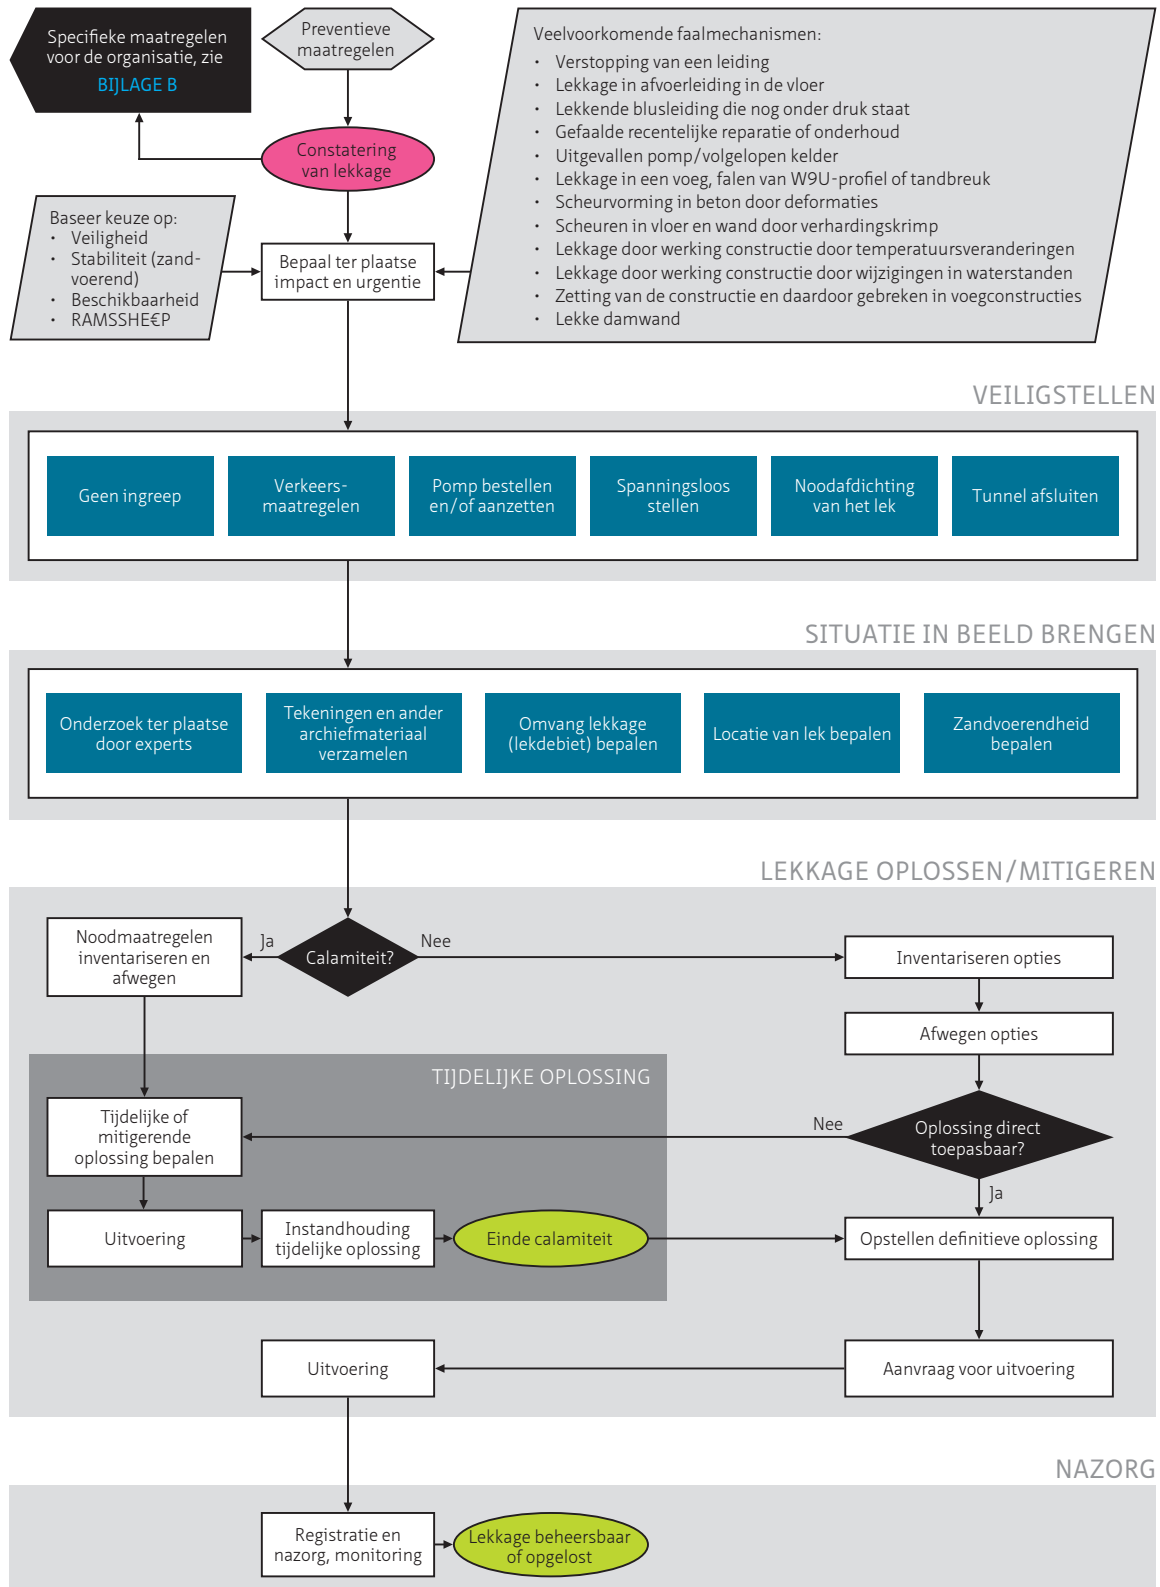 Specifieke maatregelen
voor de organisatie, zie
BIJLAGE B
Preventieve
maatregelen
Veelvoorkomende faalmechanismen:
• Verstopping van een leiding
• Lekkage in afvoerleiding in de vloer
• Lekkende blusleiding die nog onder druk staat
• Gefaalde recentelijke reparatie of onderhoud
• Uitgevallen pomp/volgelopen kelder
• Lekkage in een voeg, falen van W9U-profiel of tandbreuk
• Scheurvorming in beton door deformaties
• Scheuren in vloer en wand door verhardingskrimp
• Lekkage door werking constructie door temperatuursveranderingen
• Lekkage door werking constructie door wijzigingen in waterstanden
• Zetting van de constructie en daardoor gebreken in voegconstructies
• Lekke damwand
Constatering
van lekkage
Baseer keuze op:
• Veiligheid
• Stabiliteit (zand-
voerend)
• Beschikbaarheid
• RAMSSHE€P
Bepaal ter plaatse
impact en urgentie
VEILIGSTELLEN
Geen ingreep
Verkeers-
maatregelen
Pomp bestellen
en/of aanzetten
Spanningsloos
stellen
Noodafdichting
van het lek
Tunnel afsluiten
SITUATIE IN BEELD BRENGEN
Onderzoek ter plaatse
door experts
Tekeningen en ander
archiefmateriaal
verzamelen
Omvang lekkage
(lekdebiet) bepalen
Locatie van lek bepalen
Zandvoerendheid
bepalen
LEKKAGE OPLOSSEN/MITIGEREN
Noodmaatregelen
inventariseren en
afwegen
Ja
Calamiteit?
Nee
Inventariseren opties
Afwegen opties
TIJDELIJKE OPLOSSING
Tijdelijke of
mitigerende
oplossing bepalen
Nee
Oplossing direct
toepasbaar?
Ja
Uitvoering
Instandhouding
tijdelijke oplossing
Einde calamiteit
Opstellen definitieve oplossing
Uitvoering
Aanvraag voor uitvoering
NAZORG
Registratie en
nazorg, monitoring
Lekkage beheersbaar
of opgelost